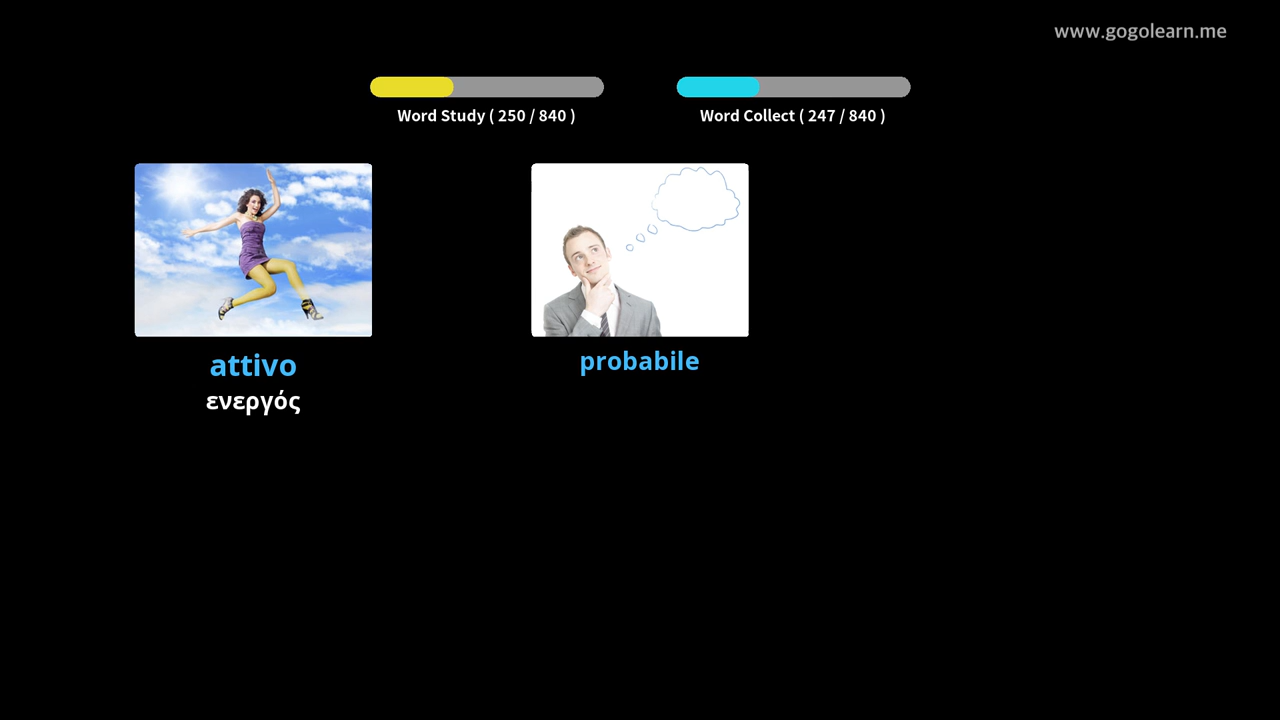 www.gogolearn.me
Word Study ( 250 / 840 )
Word Collect ( 247 / 840 )
attivo
ενεργός
probabile